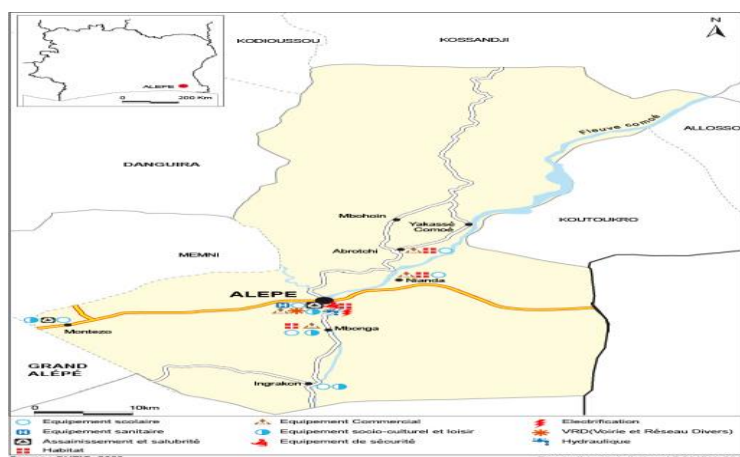 N
KODIOUSSOU
KOSSANDJI
ALEPE
0 200 Km
Fleuve comoé
ALLOSSO
DANGUIRA
Mbohoin
Yakassé
Comoé
KOUTOUKRO
Abrotchi
MEMNI
Nianda
ALEPE
Montezo
Mbonga
GRAND
ALÉPÉ
Ingrakon
0 10km
Equipement scolaire
Equipement sanitaire
Assainissement et salubrité
Habitat
Equipement Commercial
Equipement socio-culturel et loisir
Equipement de sécurité
Electrification
VRD(Voirie et Réseau Divers)
Hydraulique